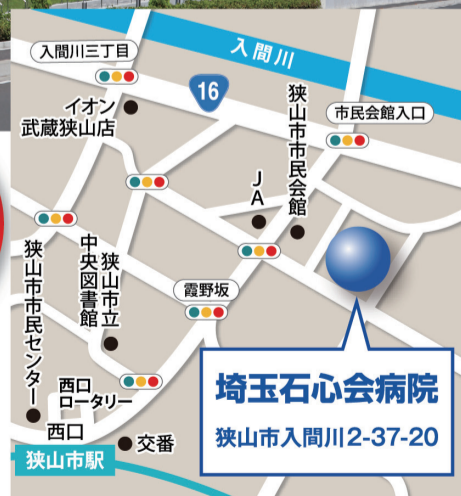 入間川三丁目
入間川
16
イオン
武蔵狭山店
狭山市市民会館
市民会館入口
JA
狭山市市民センター
狭山市立
中央図書館
霞野坂
西口
ロータリー
西口
交番
狭山市駅
埼玉石心会病院
狭山市入間川2-37-20